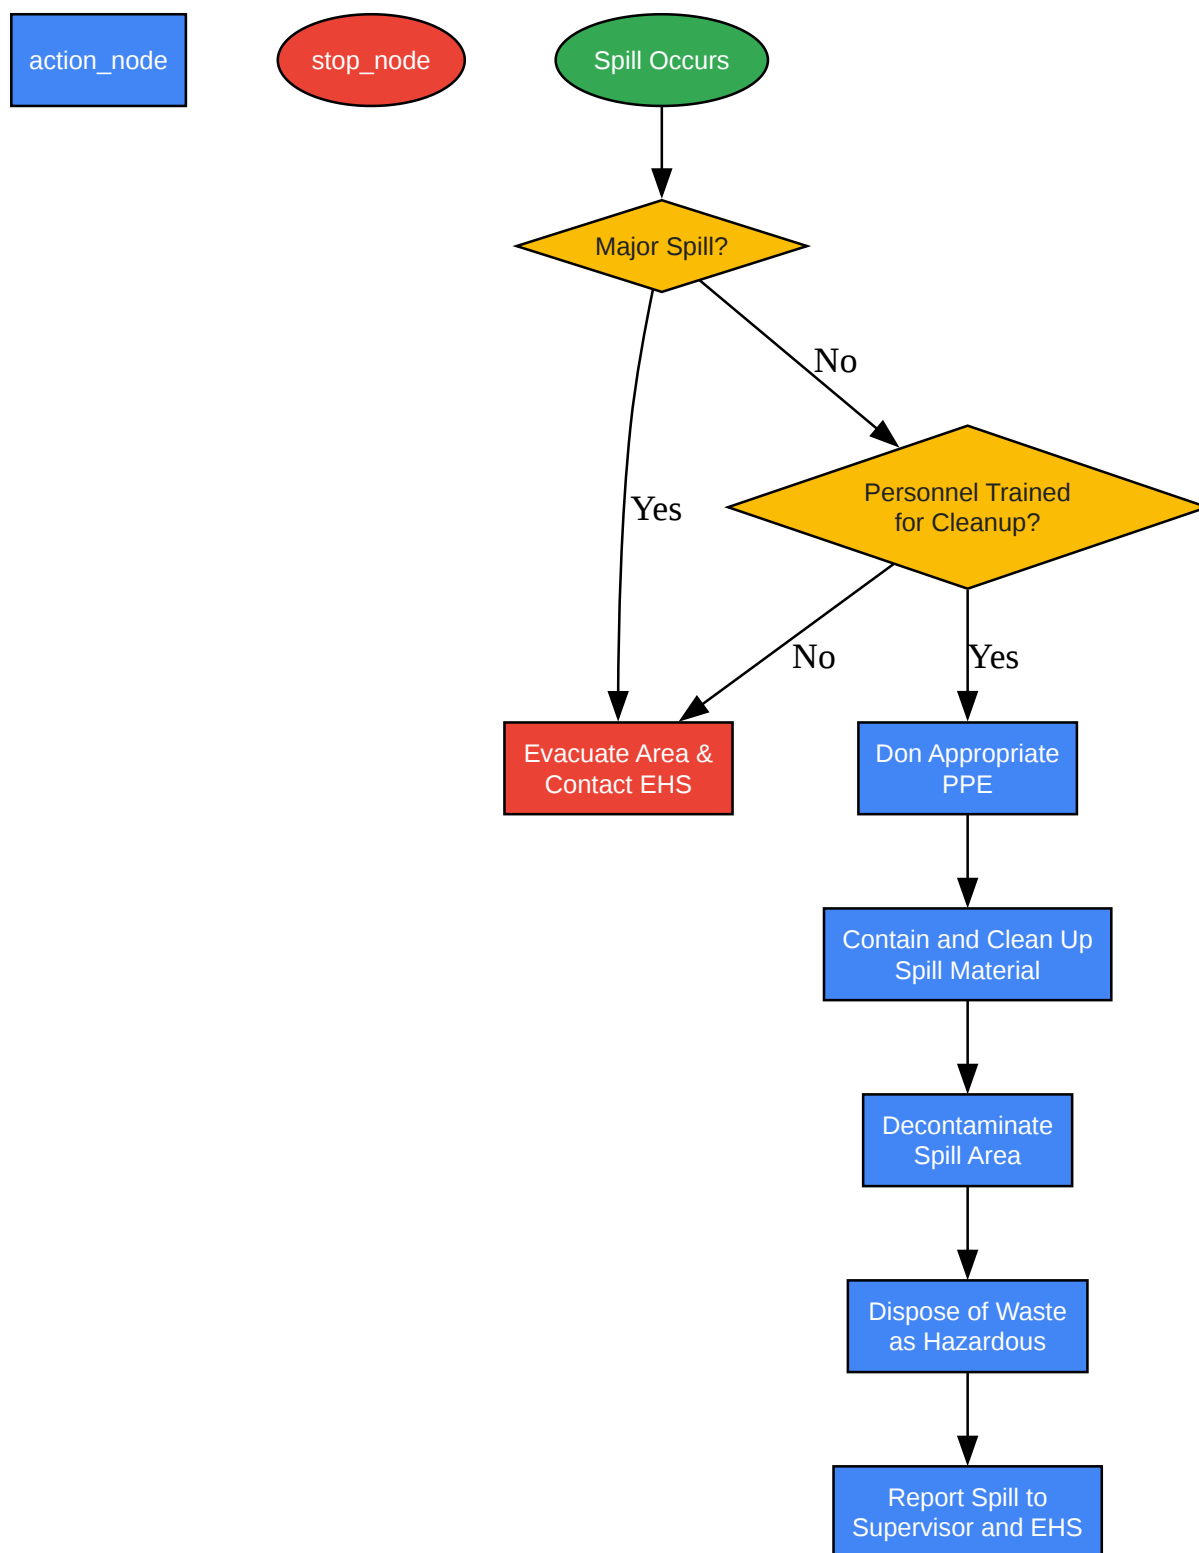 action_node
stop_node
Spill Occurs
Major Spill?
No
Personnel Trained
for Cleanup?
Yes
No
Yes
Evacuate Area &
Contact EHS
Don Appropriate
PPE
Contain and Clean Up
Spill Material
Decontaminate
Spill Area
Dispose of Waste
as Hazardous
Report Spill to
Supervisor and EHS